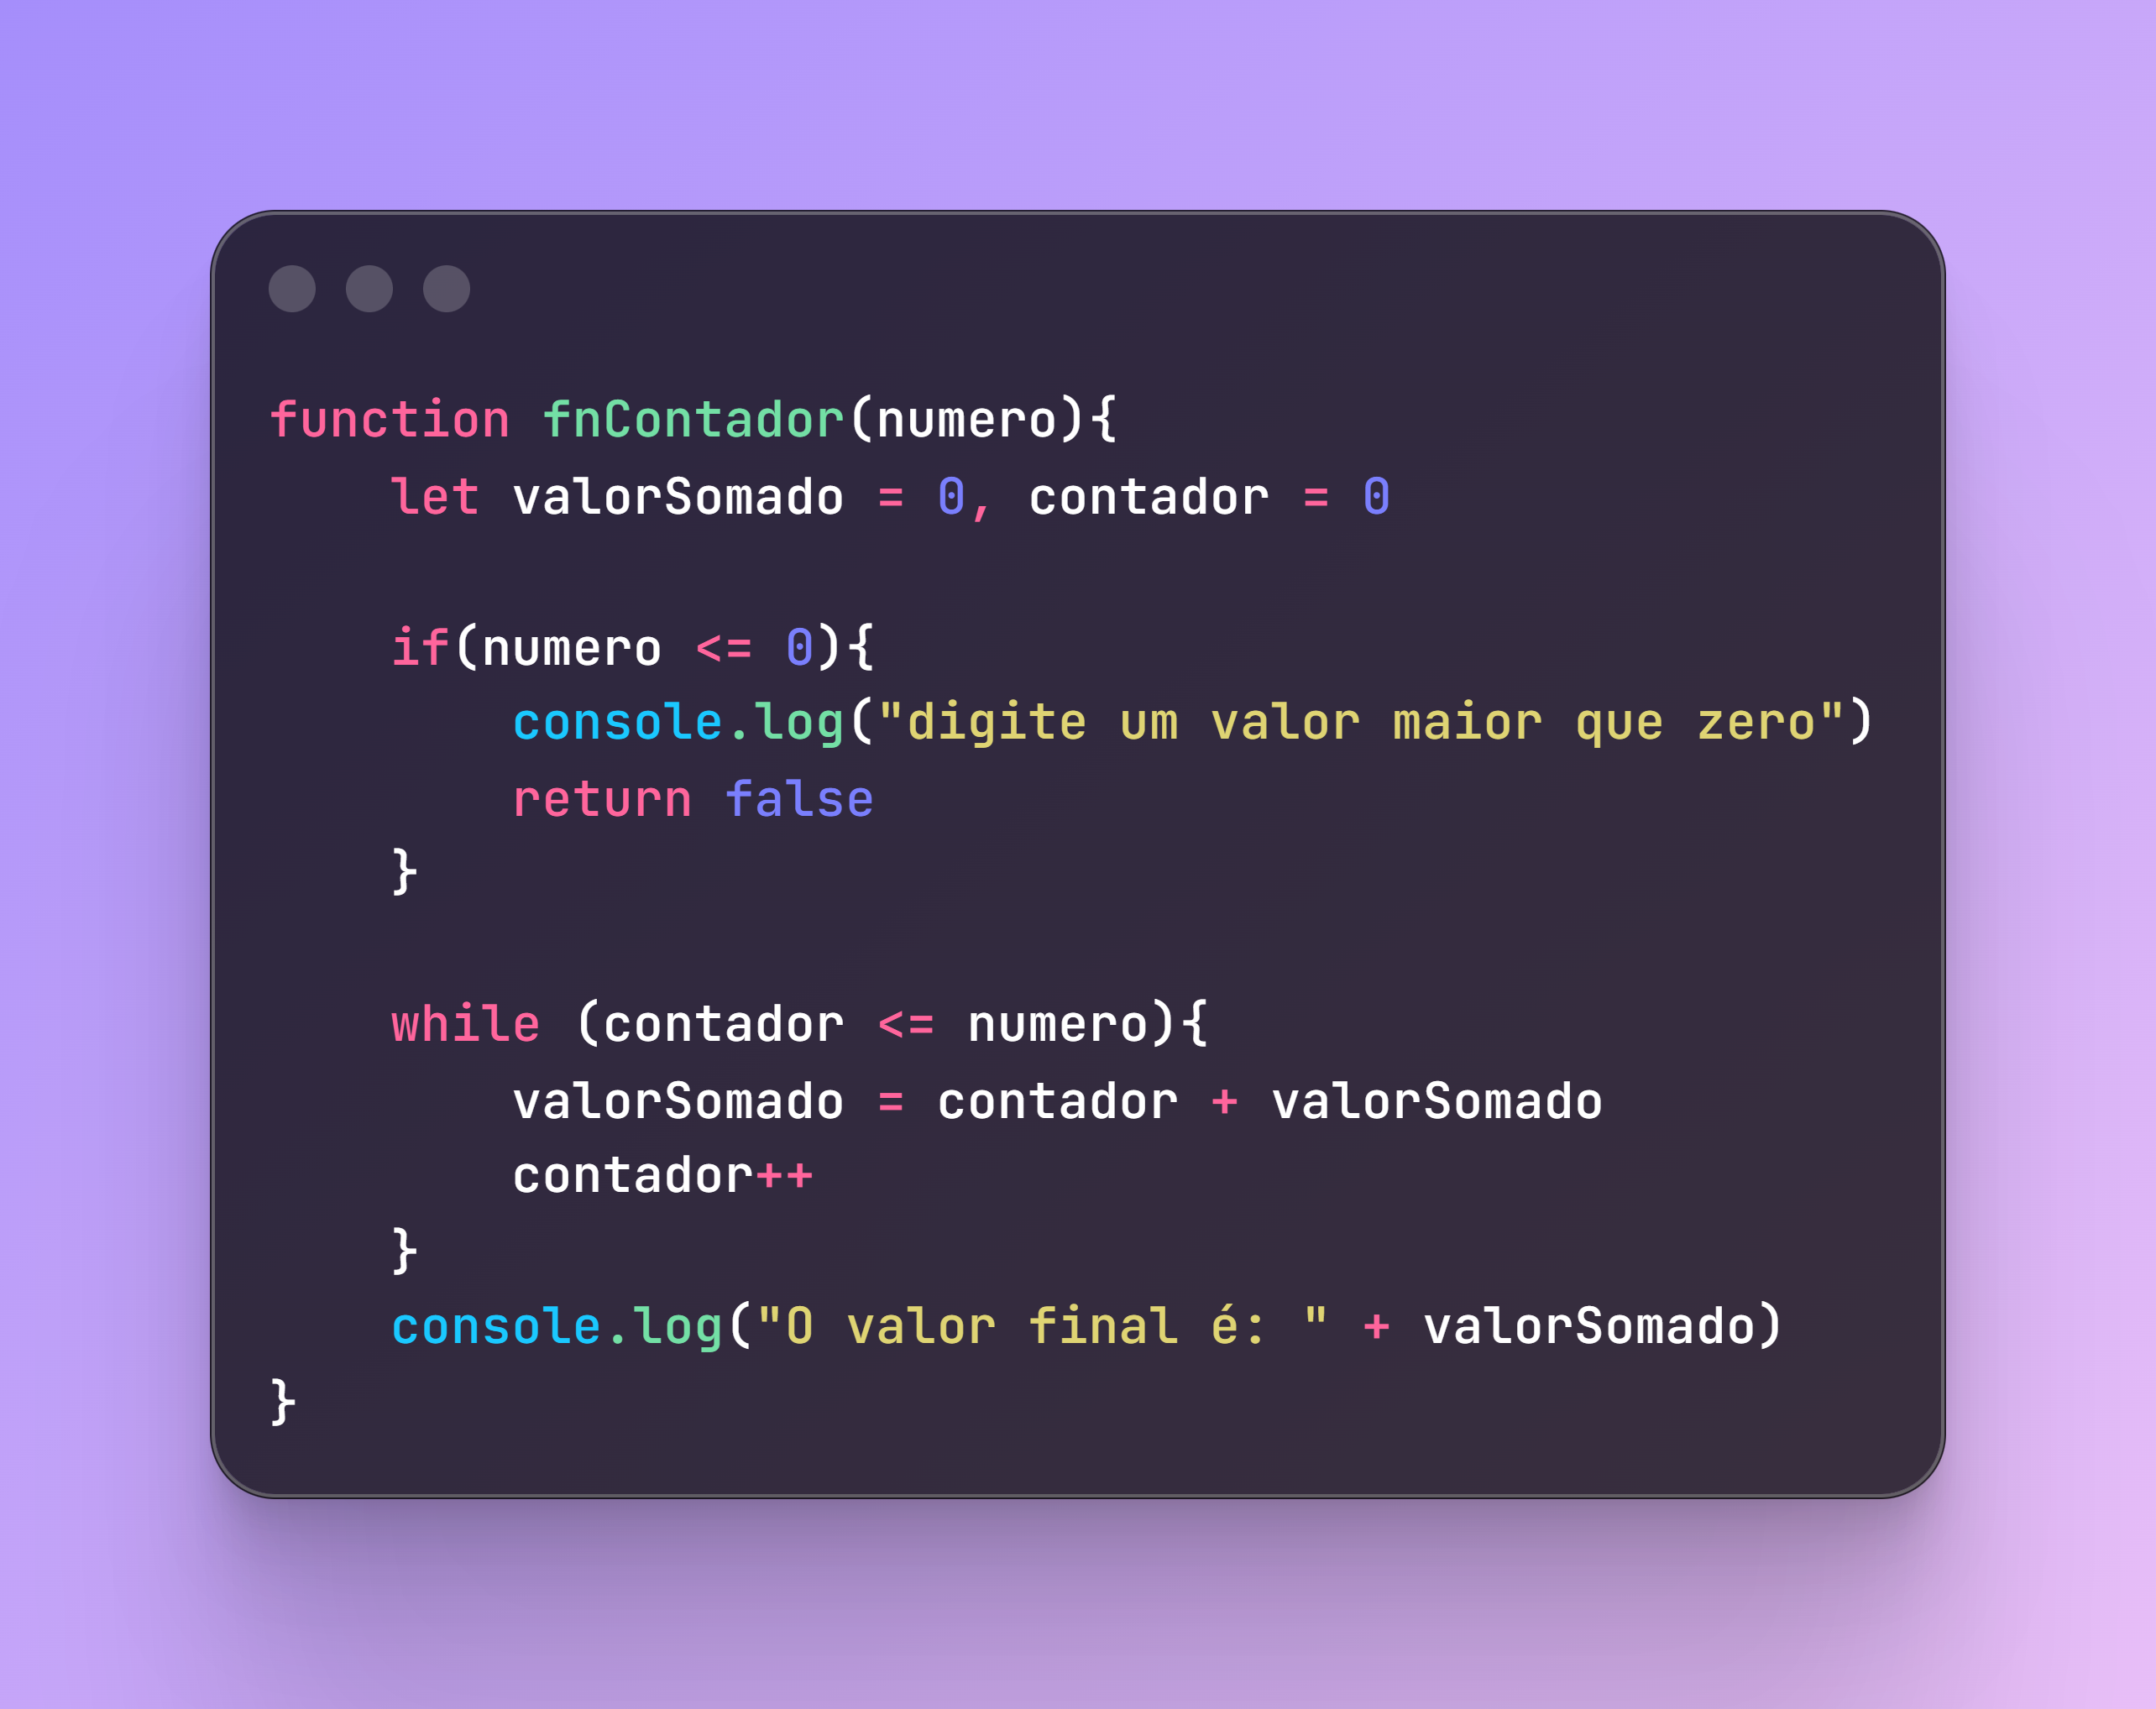 function fnContador(numero){
    let valorSomado = 0, contador = 0

    if(numero <= 0){
        console.log("digite um valor maior que zero")
        return false
    }

    while (contador <= numero){
        valorSomado = contador + valorSomado
        contador++
    }
    console.log("O valor final é: " + valorSomado)
}